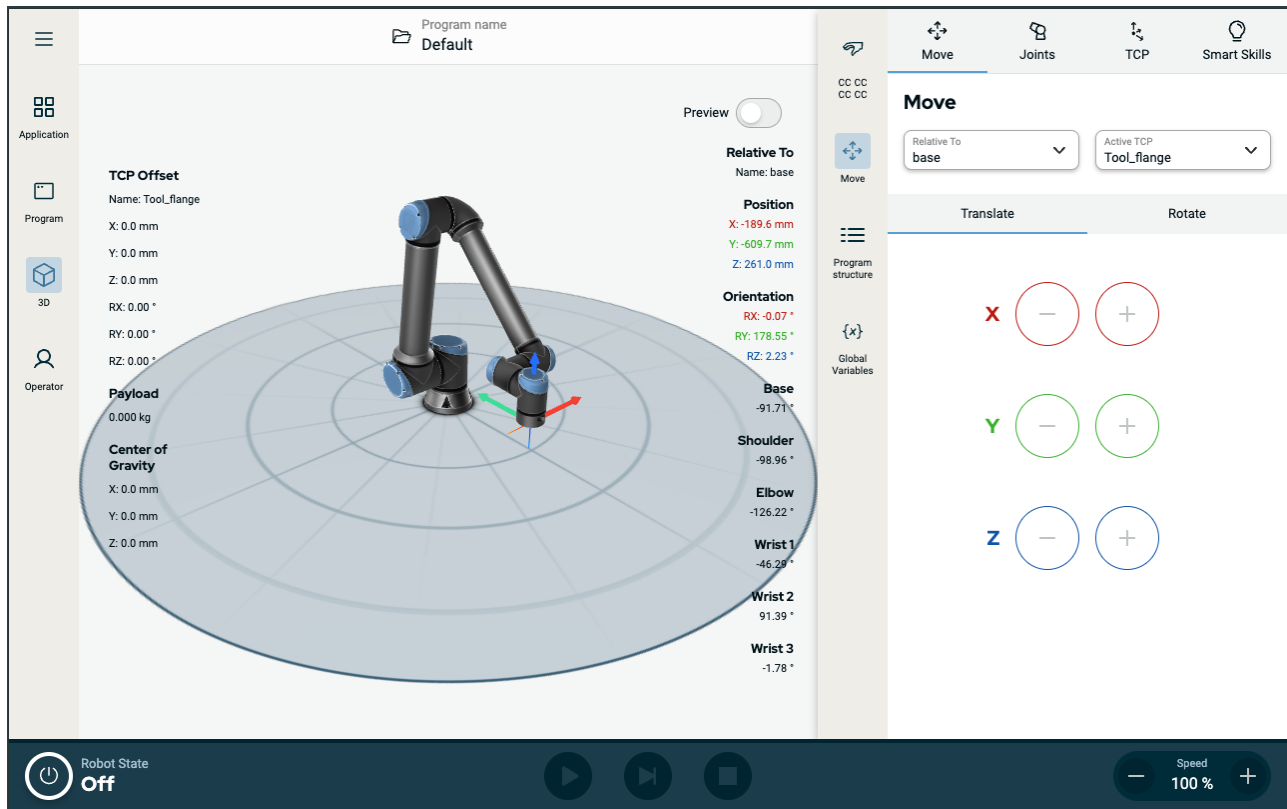 Program name
Default
Application
Program
3D
Operator
Preview
TCP Offset
Name: Tool_flange
X: 0.0 mm
Y: 0.0 mm
Z: 0.0 mm
RX: 0.00 °
RY: 0.00 °
RZ: 0.00 °
Payload
0.000 kg
Center of
Gravity
X: 0.0 mm
Y: 0.0 mm
Z: 0.0 mm
Relative To
Name: base
Position
X: -189.6 mm
Y: -609.7 mm
Z: 261.0 mm
Orientation
RX: -0.07 °
RY: 178.55 °
RZ: 2.23 °
Base
-91.71 °
Shoulder
-98.96 °
Elbow
-126.22 °
Wrist 1
-46.29 °
Wrist 2
91.39 °
Wrist 3
-1.78 °
CC CC
CC CC
Move
Program
structure
{x}
Global
Variables
Move
Joints
TCP
Smart Skills
Move
Relative To
base
Active TCP
Tool_flange
Translate
Rotate
X − +
Y − +
Z − +
Robot State
Off
Speed
− 100 % +